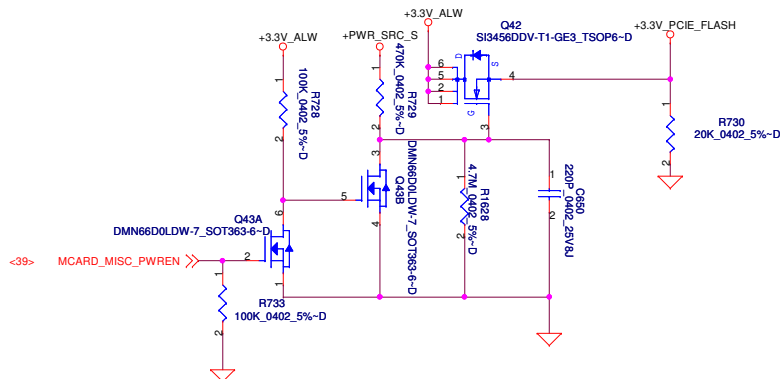 +3.3V_ALW
Q42
SI3456DDV-T1-GE3_TSOP6~D
+3.3V_ALW
+PWR_SRC_S
+3.3V_PCIE_FLASH
D
S
G
6
5
2
1
4
3
1
R728
100K_0402_5%~D
2
1
R729
470K_0402_5%~D
2
1
R730
20K_0402_5%~D
2
3
5
Q43B
DMN66D0LDW-7_SOT363-6~D
4
1
R1628
4.7M_0402_5%~D
2
1
C650
220P_0402_25V8J
2
Q43A
DMN66D0LDW-7_SOT363-6~D
6
<39> MCARD_MISC_PWREN
2
1
1
R733
100K_0402_5%~D
2